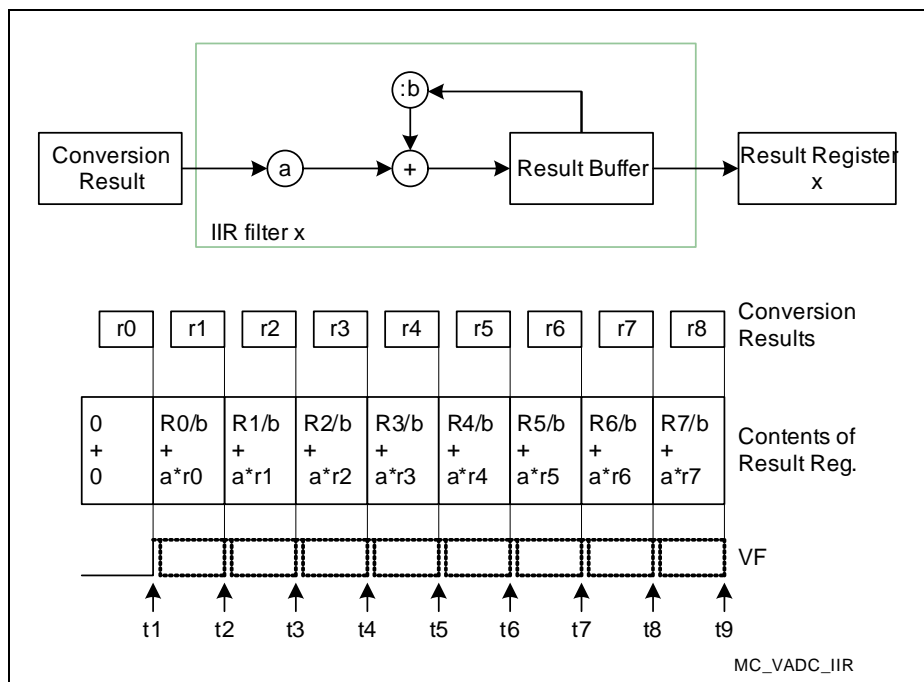 :b
Conversion
Result
a
+
Result Buffer
Result Register
x
IIR filter x
r0 r1 r2 r3 r4 r5 r6 r7 r8
Conversion
Results
0 R0/b R1/b R2/b R3/b R4/b R5/b R6/b R7/b
+ + + + + + + + +
0 a*r0 a*r1 a*r2 a*r3 a*r4 a*r5 a*r6 a*r7
Contents of
Result Reg.
VF
t1 t2 t3 t4 t5 t6 t7 t8 t9
MC_VADC_IIR